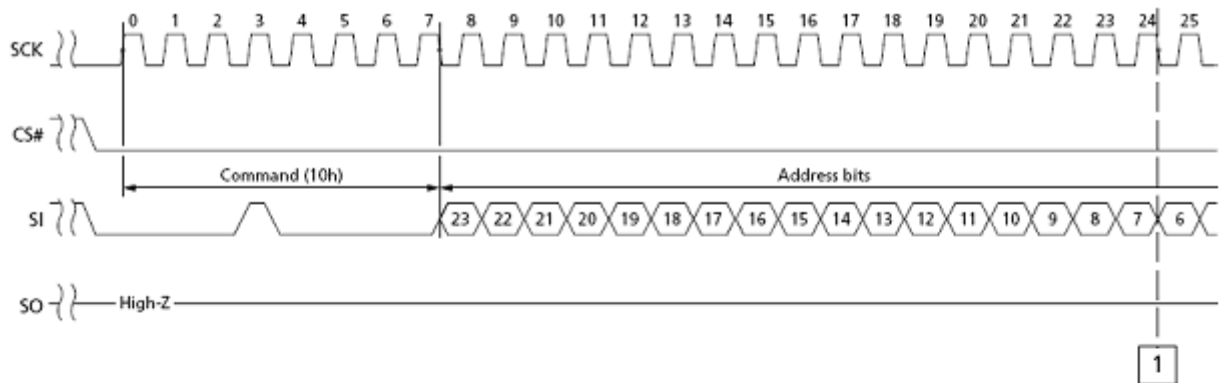 0 1 2 3 4 5 6 7 8 9 10 11 12 13 14 15 16 17 18 19 20 21 22 23 24 25
SCK
CS#
Command (10h) Address bits
SI 23 22 21 20 19 18 17 16 15 14 13 12 11 10 9 8 7 6
SO High-Z
1